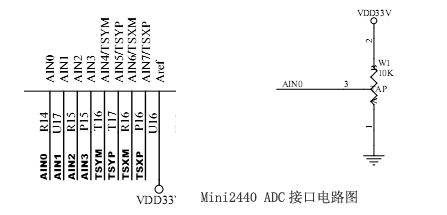 AIN0
AIN1
AIN2
AIN3
AIN4/TSYM
AIN5/TSYP
AIN6/TSXM
AIN7/TSXP
Aref
R14
U17
R15
P15
T16
T17
R16
P16
U16
AIN0
AIN1
AIN2
AIN3
TSYM
TSYP
TSXM
TSXP
VDD33
VDD33V
2
W1
10K
AIN0
3
AP
1
Mini2440 ADC接口电路图